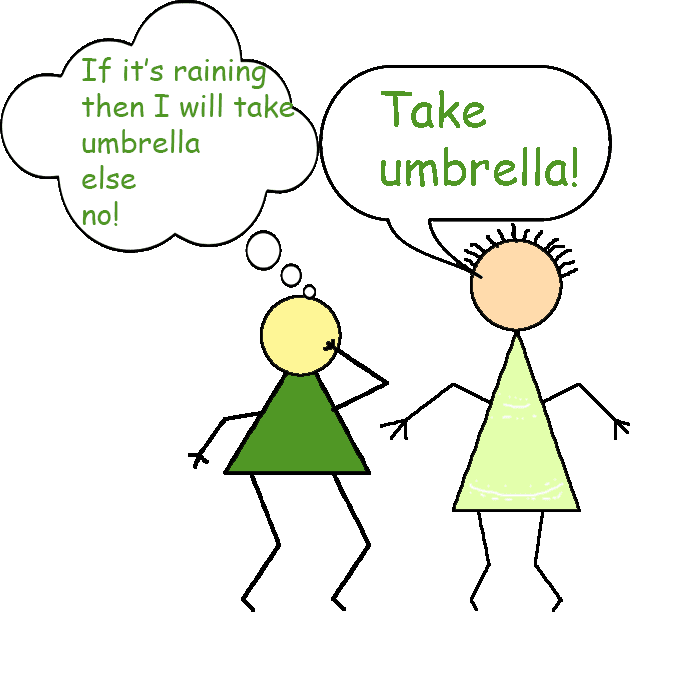 If it's raining
then I will take
umbrella
else
no!
Take
umbrella!